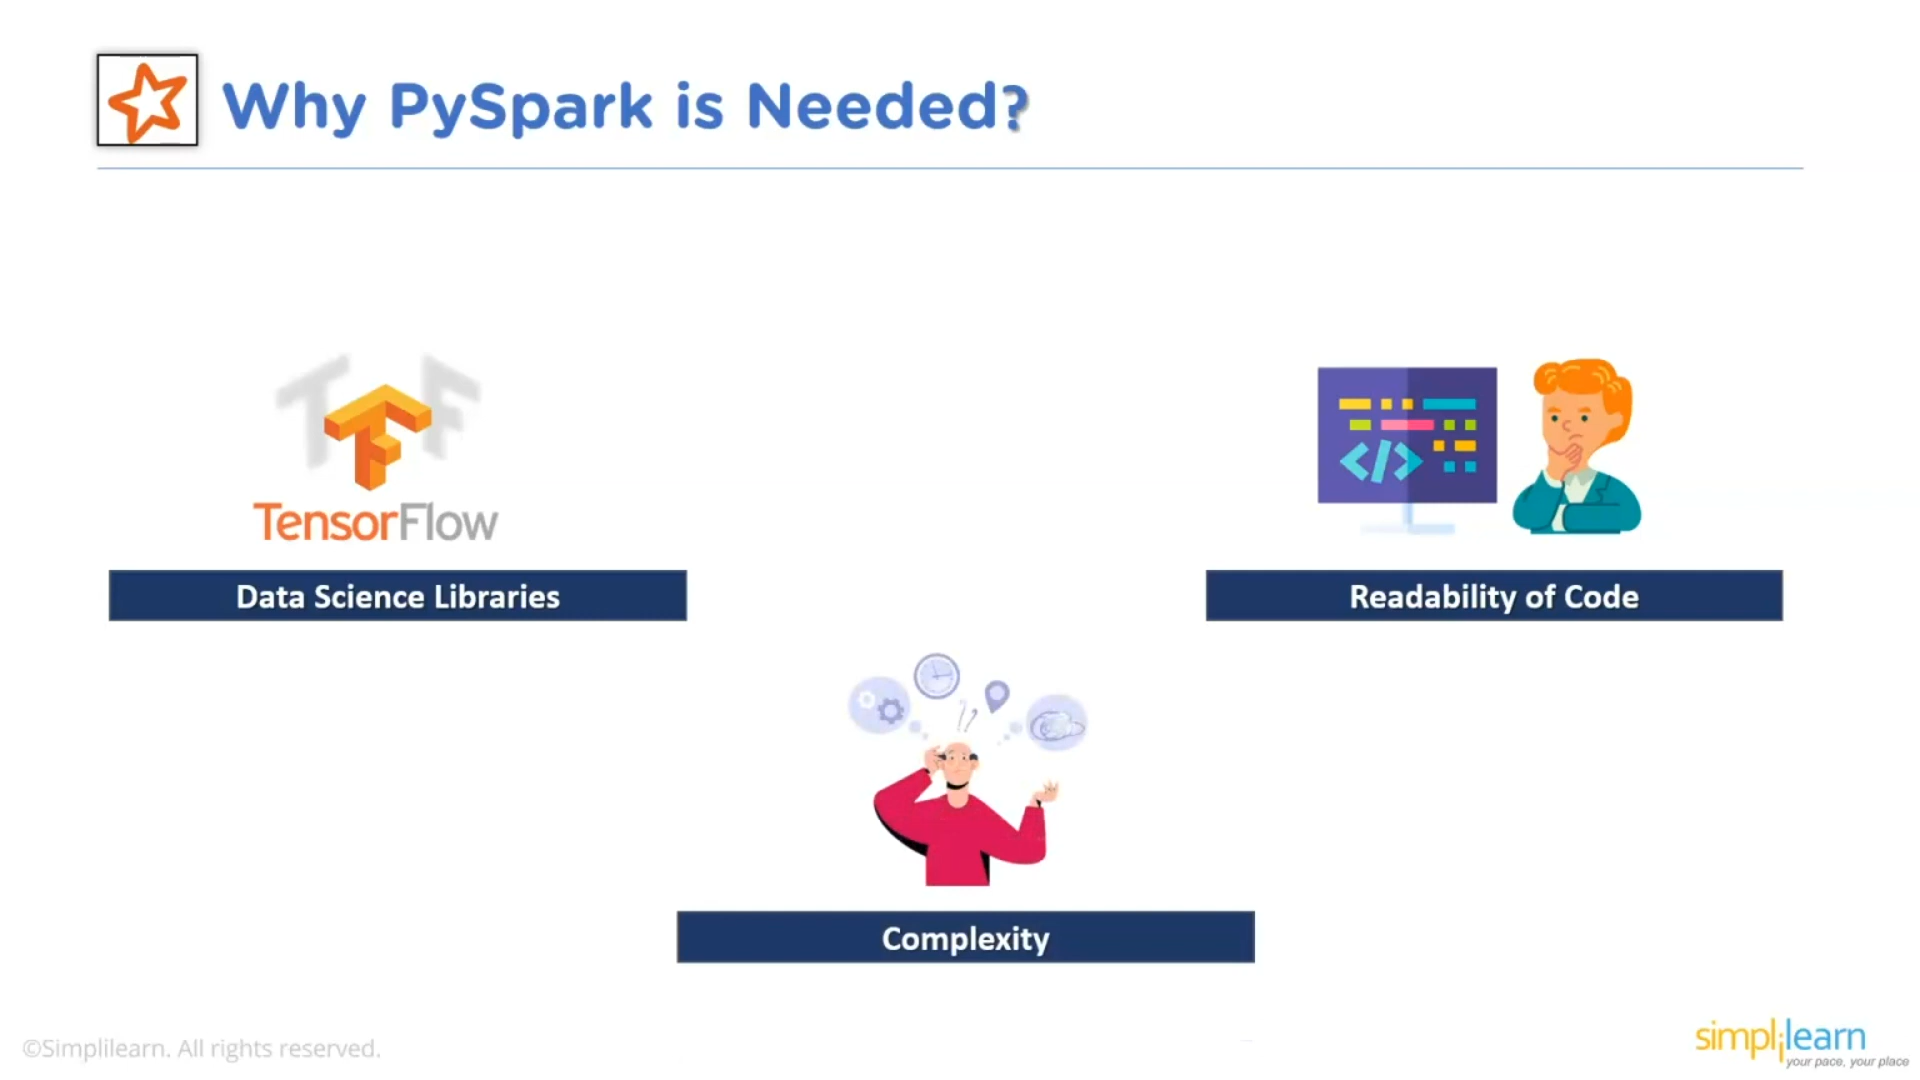 Why PySpark is Needed?
TensorFlow
Data Science Libraries
</>
Readability of Code
Complexity
©Simplilearn. All rights reserved.
simplilearn
your pace, your place